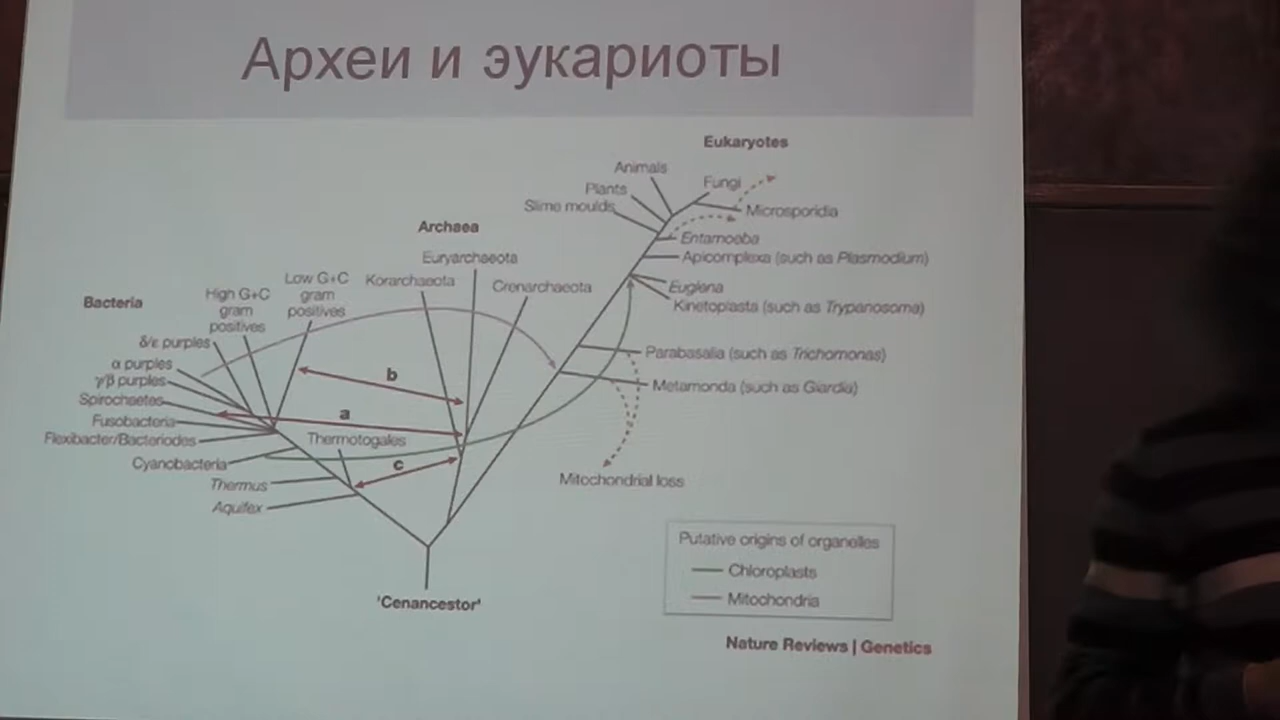 Археи и эукариоты
Eukaryotes
Animals
Plants
Slime moulds
Fungi
Microsporidia
Entamoeba
Apicomplexa (such as Plasmodium)
Euglena
Kinetoplasta (such as Trypanosoma)
Parabasalia (such as Trichomonas)
Metamonda (such as Giardia)
Mitochondrial loss
Archaea
Euryarchaeota
Korarchaeota
Crenarchaeota
Bacteria
High G+C
gram
positives
Low G+C
gram
positives
δ/ε purples
α purples
γ/β purples
Spirochaetes
Fusobacteria
Flexibacter/Bacteriodes
Cyanobacteria
Thermotogales
Thermus
Aquifex
b
a
c
'Cenancestor'
Putative origins of organelles
Chloroplasts
Mitochondria
Nature Reviews | Genetics